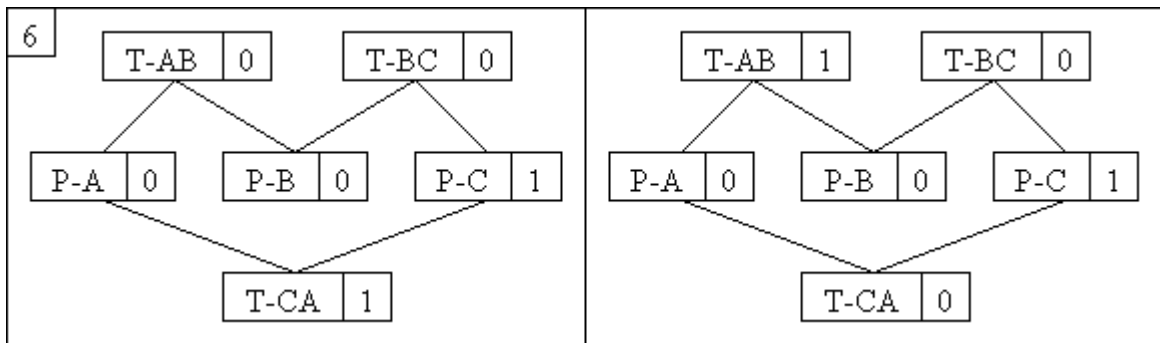 6
T-AB 0 T-BC 0
P-A 0 P-B 0 P-C 1
T-CA 1
T-AB 1 T-BC 0
P-A 0 P-B 0 P-C 1
T-CA 0